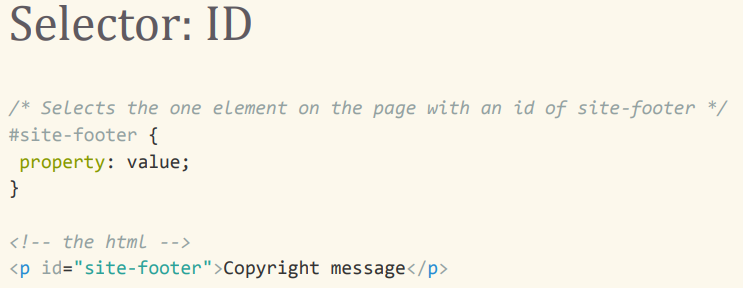 Selector: ID
/* Selects the one element on the page with an id of site-footer */
#site-footer {
 property: value;
}
<!-- the html -->
<p id="site-footer">Copyright message</p>